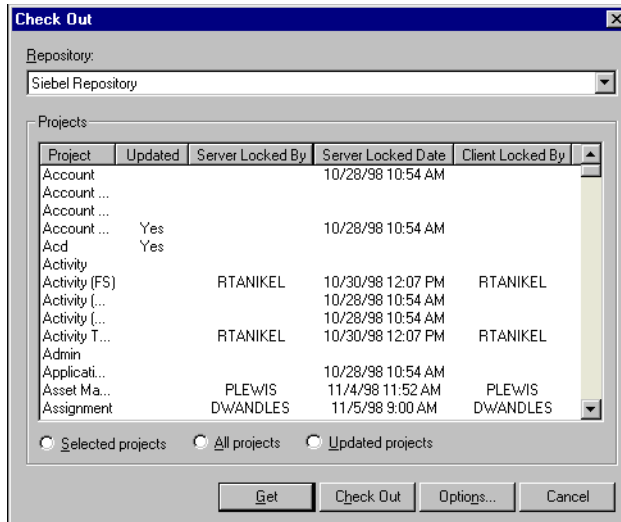 Check Out
Repository:
Siebel Repository
Projects
Project Updated Server Locked By Server Locked Date Client Locked By
Account 10/28/98 10:54 AM
Account ...
Account ...
Account ... Yes 10/28/98 10:54 AM
Acd Yes
Activity
Activity (FS) RTANIKEL 10/30/98 12:07 PM RTANIKEL
Activity (... 10/28/98 10:54 AM
Activity (... 10/28/98 10:54 AM
Activity T... RTANIKEL 10/30/98 12:07 PM RTANIKEL
Admin
Applicati... 10/28/98 10:54 AM
Asset Ma... PLEWIS 11/4/98 11:52 AM PLEWIS
Assignment DWANDLES 11/5/98 9:00 AM DWANDLES
Selected projects All projects Updated projects
Get Check Out Options... Cancel